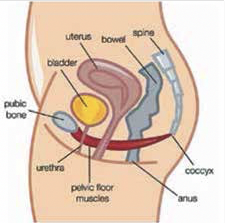 uterus
bowel
spine
bladder
pubic
bone
urethra
pelvic floor
muscles
anus
coccyx